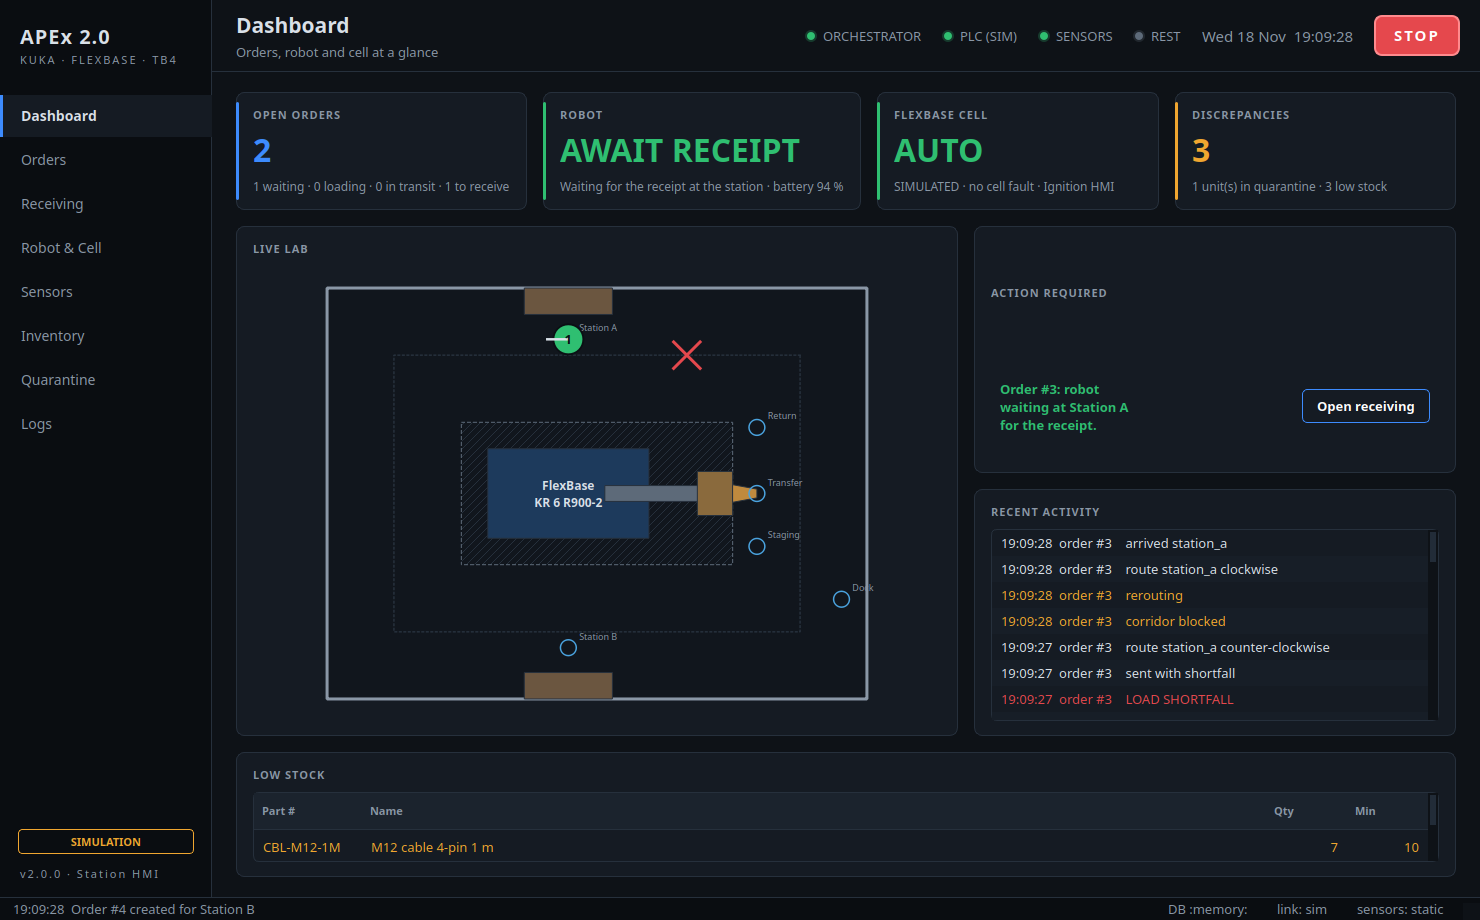 APEx 2.0
KUKA · FLEXBASE · TB4
Dashboard
Orders
Receiving
Robot & Cell
Sensors
Inventory
Quarantine
Logs
SIMULATION
v2.0.0 · Station HMI
Dashboard
Orders, robot and cell at a glance
ORCHESTRATOR PLC (SIM) SENSORS REST Wed 18 Nov 19:09:28 STOP
OPEN ORDERS
2
1 waiting · 0 loading · 0 in transit · 1 to receive
ROBOT
AWAIT RECEIPT
Waiting for the receipt at the station · battery 94 %
FLEXBASE CELL
AUTO
SIMULATED · no cell fault · Ignition HMI
DISCREPANCIES
3
1 unit(s) in quarantine · 3 low stock
LIVE LAB
Station A
1
Return
FlexBase
KR 6 R900-2
Transfer
Staging
Dock
Station B
ACTION REQUIRED
Order #3: robot
waiting at Station A
for the receipt.
Open receiving
RECENT ACTIVITY
19:09:28 order #3 arrived station_a
19:09:28 order #3 route station_a clockwise
19:09:28 order #3 rerouting
19:09:28 order #3 corridor blocked
19:09:27 order #3 route station_a counter-clockwise
19:09:27 order #3 sent with shortfall
19:09:27 order #3 LOAD SHORTFALL
LOW STOCK
Part # Name Qty Min
CBL-M12-1M M12 cable 4-pin 1 m 7 10
19:09:28 Order #4 created for Station B
DB :memory: link: sim sensors: static